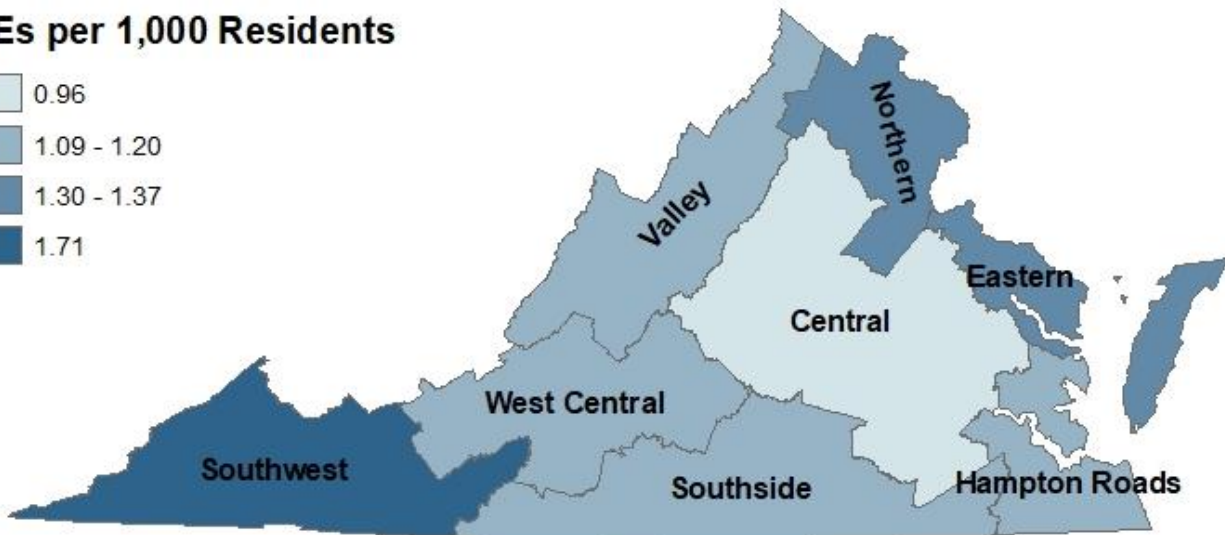 Es per 1,000 Residents
0.96
1.09 - 1.20
1.30 - 1.37
1.71
Northern
Valley
Eastern
Central
West Central
Southwest
Southside
Hampton Roads